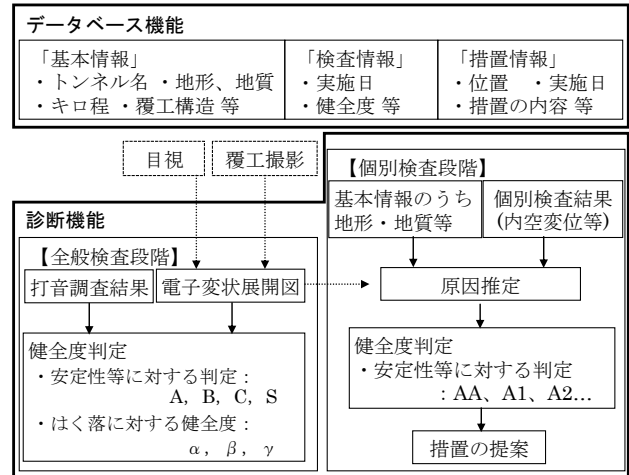 データベース機能
「基本情報」
・トンネル名 ・地形、地質
・キロ程 ・覆工構造 等
「検査情報」
・実施日
・健全度 等
「措置情報」
・位置 ・実施日
・措置の内容 等
目視
覆工撮影
診断機能
【全般検査段階】
打音調査結果
電子変状展開図
健全度判定
・安定性等に対する判定：
A, B, C, S
・はく落に対する健全度：
α, β, γ
【個別検査段階】
基本情報のうち
地形・地質等
個別検査結果
(内空変位等)
原因推定
健全度判定
・安定性等に対する判定
：AA、A1、A2…
措置の提案